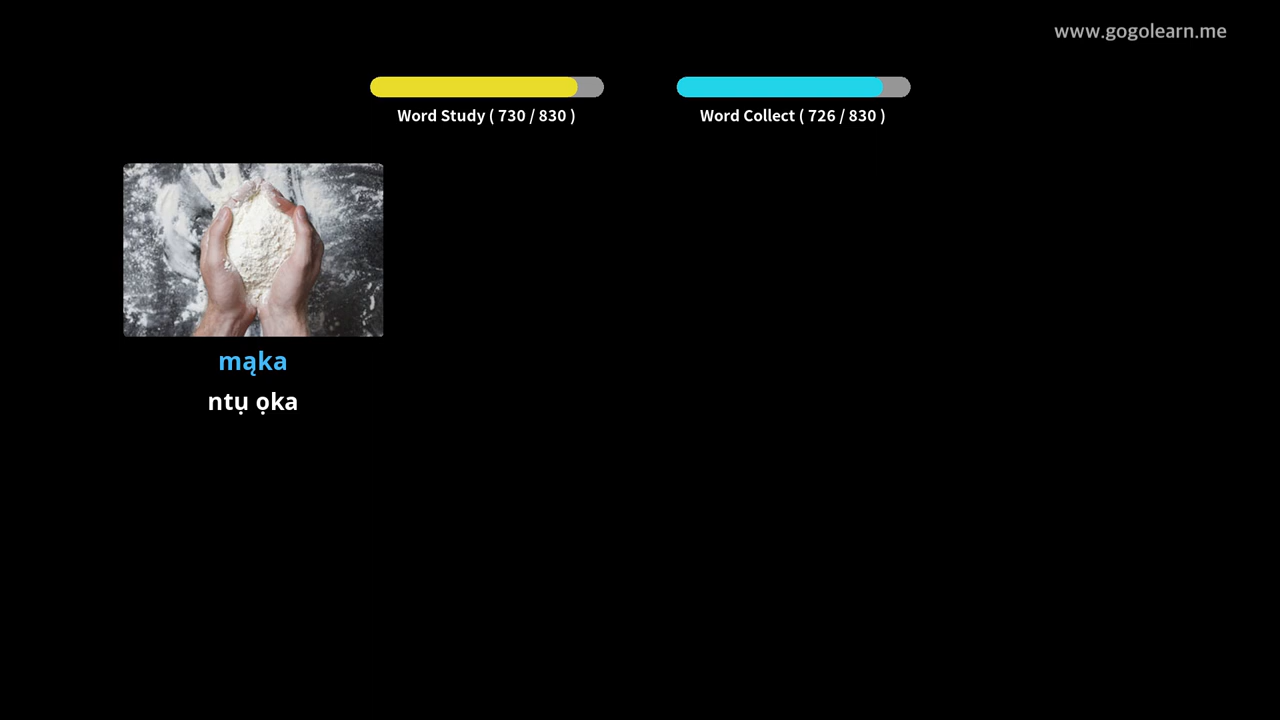 www.gogolearn.me
Word Study ( 730 / 830 )
Word Collect ( 726 / 830 )
mąka
ntụ ọka